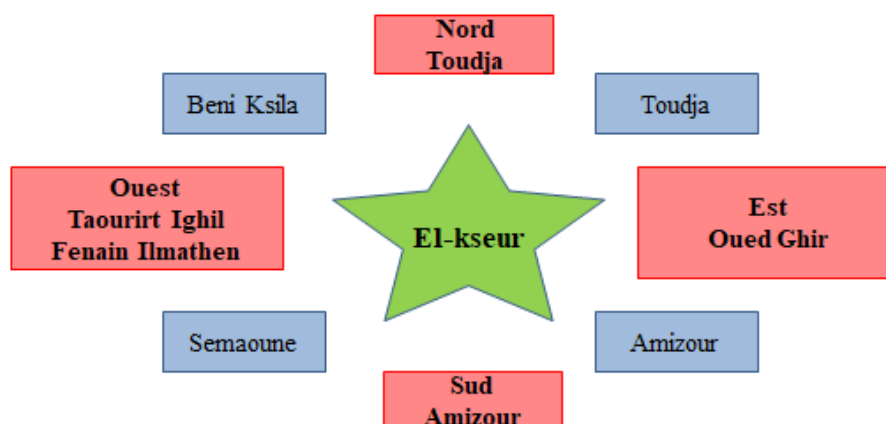 Nord
Toudja
Beni Ksila
Toudja
Ouest
Taourirt Ighil
Fenain Ilmathen
El-kseur
Est
Oued Ghir
Semaoune
Amizour
Sud
Amizour